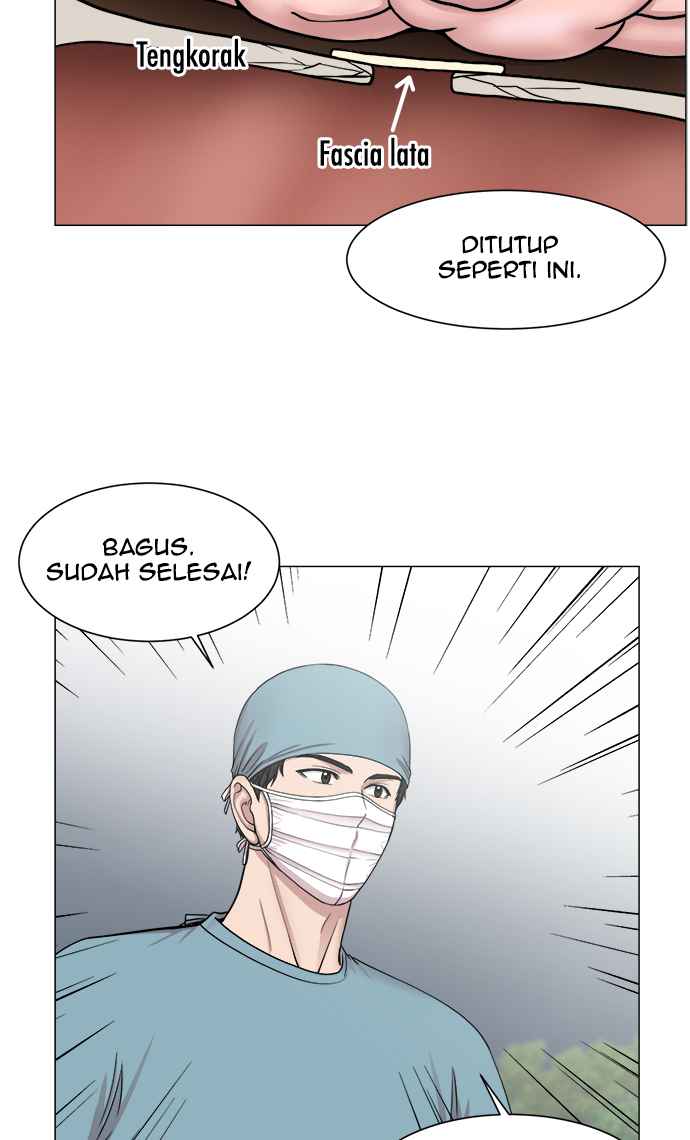 Tengkorak
Fascia lata
DITUTUP
SEPERTI INI.
BAGUS.
SUDAH SELESAI!